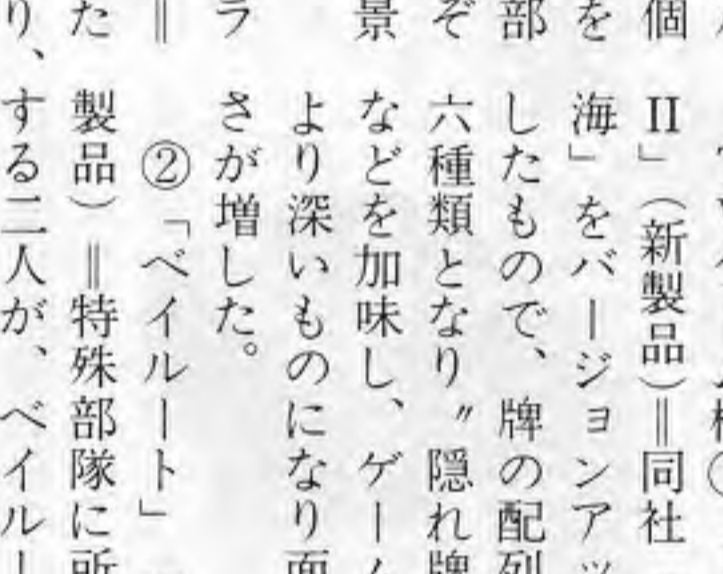 個　II」（新製品）＝同社
を　海」をバージョンアッ
部　したもので、牌の配列
ぞ　六種類となり〃隠れ牌
景　などを加味し、ゲーム
より深いものになり面
ラ　さが増した。
＝　②「ベイルート」
た　製品）＝特殊部隊に所
り、する二人が、ベイルー